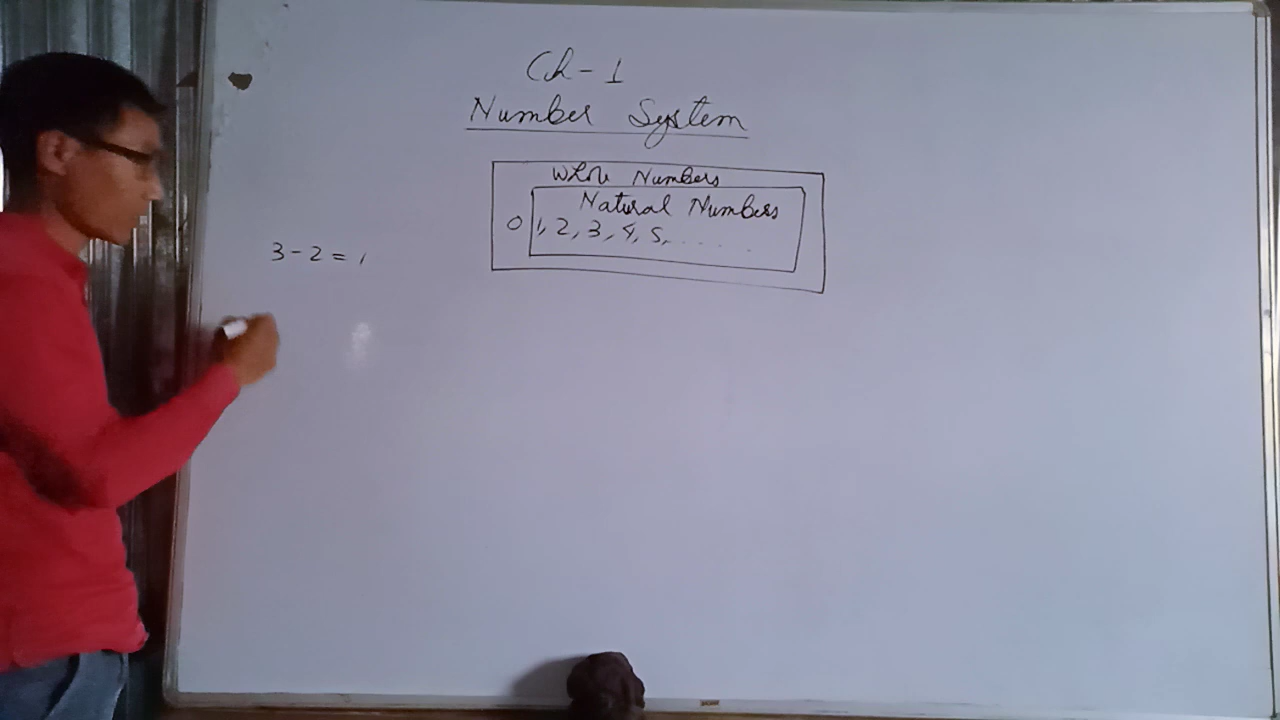 Ch-1
Number System
Whole Numbers
Natural Numbers
0 1, 2, 3, 4, 5, . . . . .
3 - 2 = 1